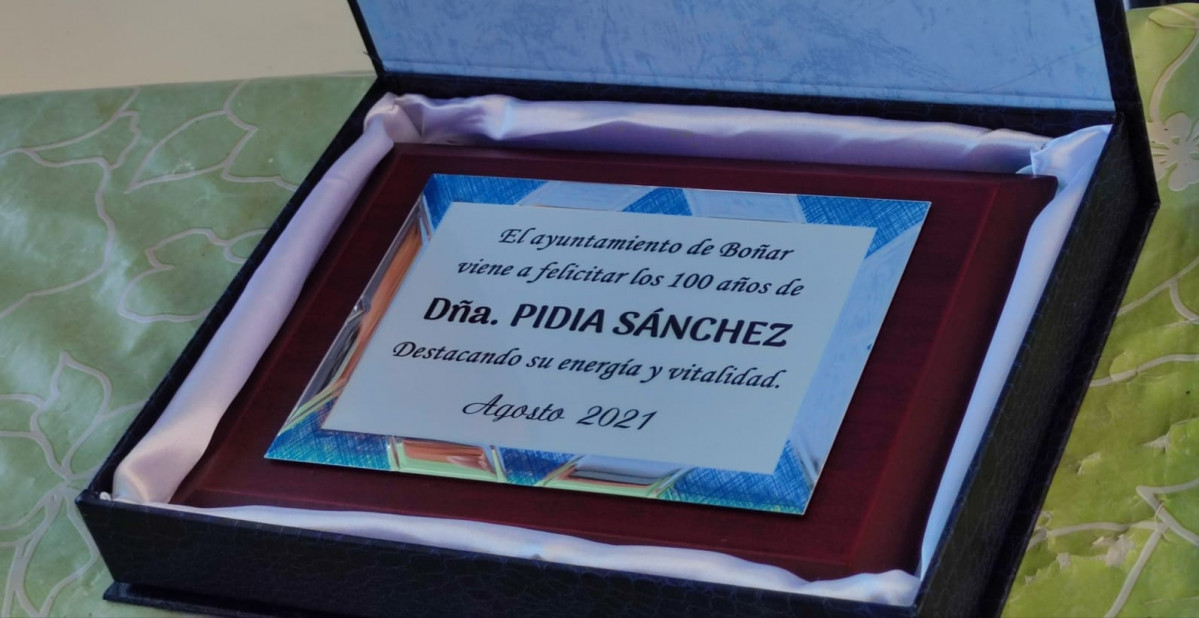 El ayuntamiento de Boñar
viene a felicitar los 100 años de
Dña. PIDIA SÁNCHEZ
Destacando su energía y vitalidad.
Agosto 2021